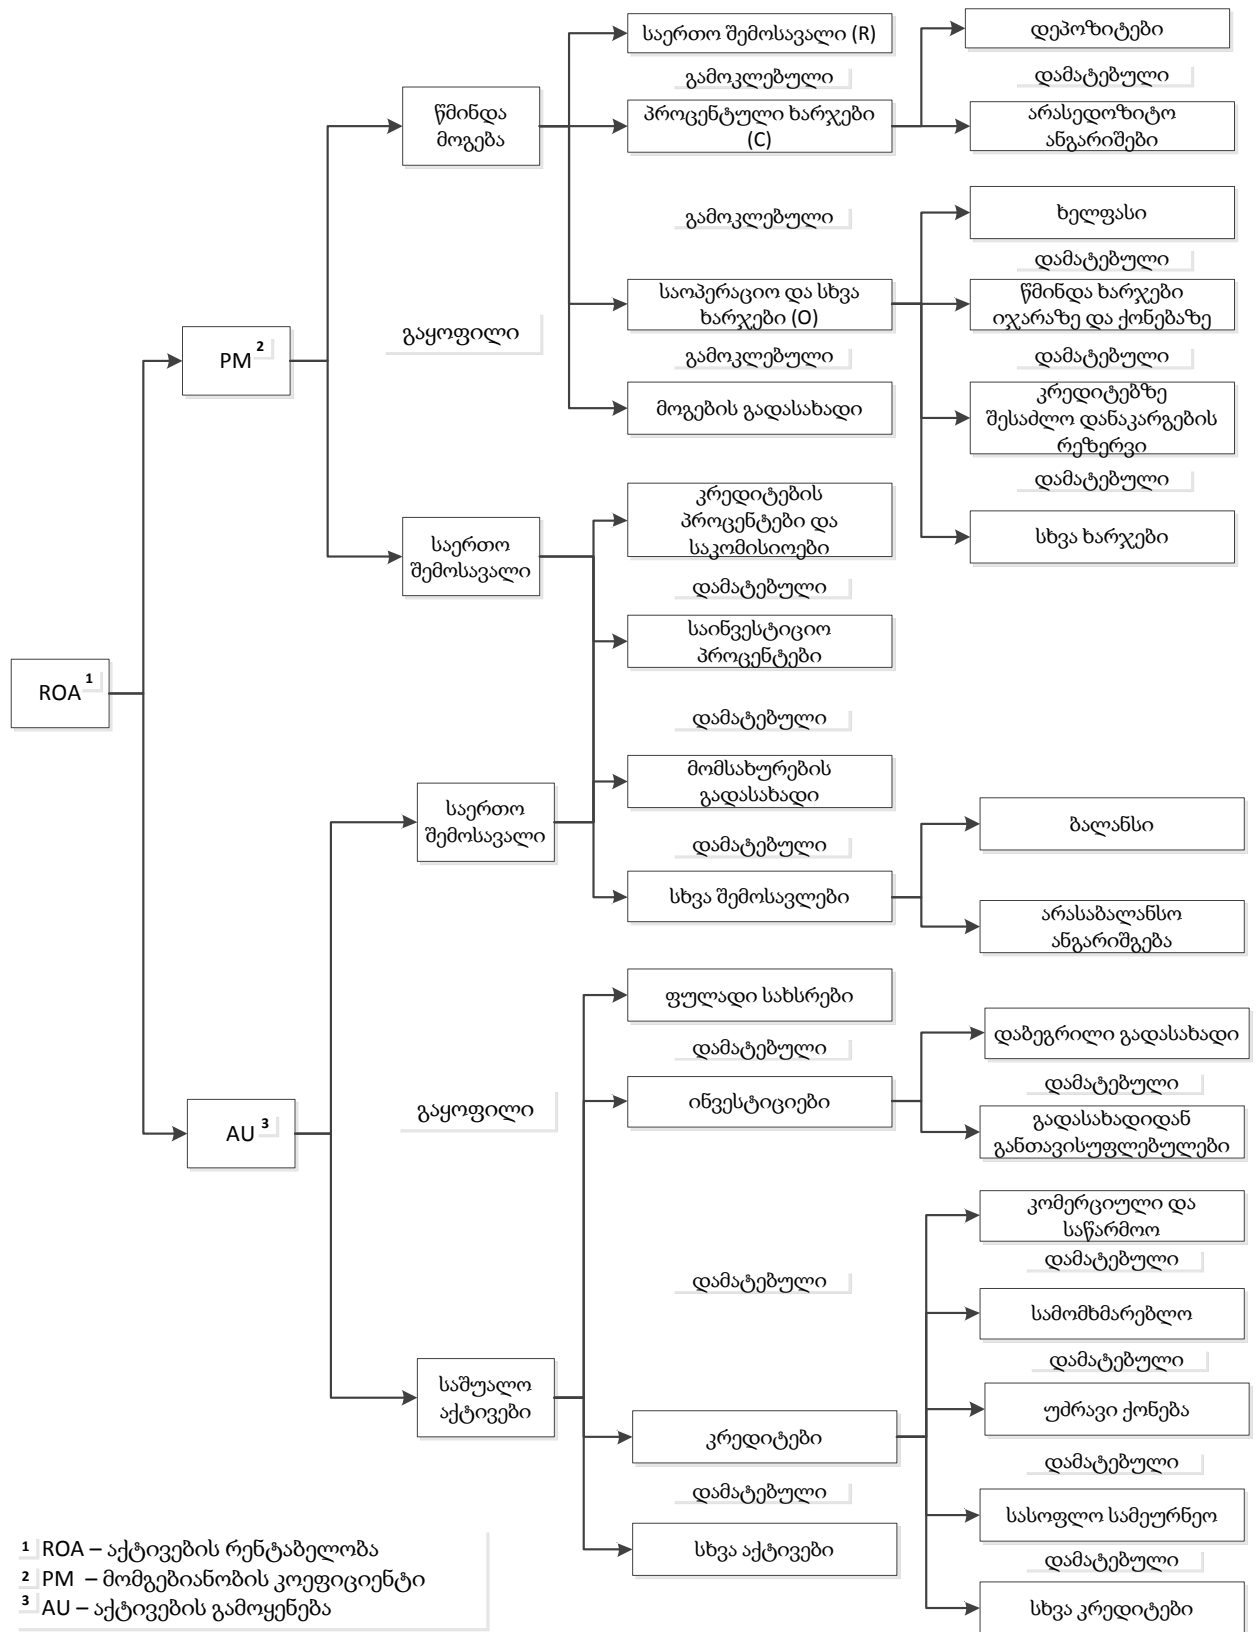 საერთო შემოსავალი (R)
დეპოზიტები
გამოკლებული
დამატებული
წმინდა
მოგება
პროცენტული ხარჯები
(C)
არასედოზიტო
ანგარიშები
გამოკლებული
ხელფასი
დამატებული
საოპერაციო და სხვა
ხარჯები (O)
წმინდა ხარჯები
იჯარაზე და ქონებაზე
გაყოფილი
PM 2
გამოკლებული
დამატებული
მოგების გადასახადი
კრედიტებზე
შესაძლო დანაკარგების
რეზერვი
დამატებული
კრედიტების
პროცენტები და
საკომისიოები
სხვა ხარჯები
საერთო
შემოსავალი
დამატებული
საინვესტიციო
პროცენტები
ROA 1
დამატებული
მომსახურების
გადასახადი
საერთო
შემოსავალი
ბალანსი
დამატებული
სხვა შემოსავლები
არასაბალანსო
ანგარიშგება
ფულადი სახსრები
დამატებული
დაბეგრილი გადასახადი
დამატებული
ინვესტიციები
გაყოფილი
AU 3
გადასახადიდან
განთავისუფლებულები
კომერციული და
საწარმოო
დამატებული
დამატებული
სამომხმარებლო
დამატებული
საშუალო
აქტივები
უძრავი ქონება
კრედიტები
დამატებული
დამატებული
სასოფლო სამეურნეო
სხვა აქტივები
დამატებული
სხვა კრედიტები
1 ROA – აქტივების რენტაბელობა
2 PM – მომგებიანობის კოეფიციენტი
3 AU – აქტივების გამოყენება